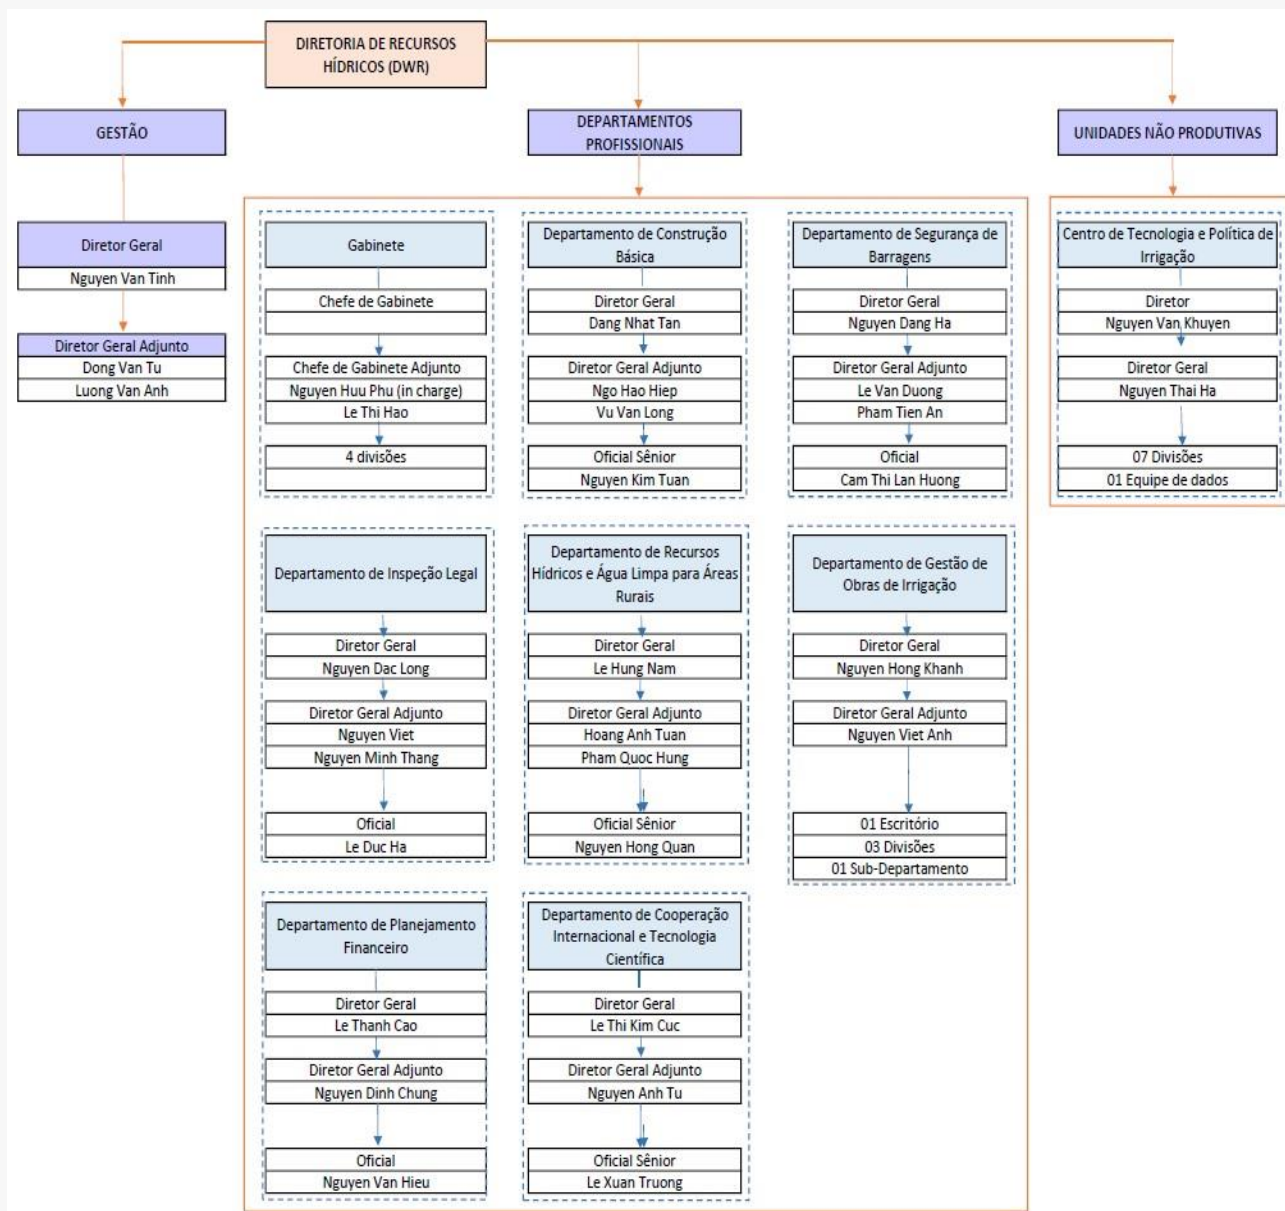 DIRETORIA DE RECURSOS
HÍDRICOS (DWR)
GESTÃO
DEPARTAMENTOS
PROFISSIONAIS
UNIDADES NÃO PRODUTIVAS
Diretor Geral
Nguyen Van Tinh
Diretor Geral Adjunto
Dong Van Tu
Luong Van Anh
Gabinete
Chefe de Gabinete
Chefe de Gabinete Adjunto
Nguyen Huu Phu (in charge)
Le Thi Hao
4 divisões
Departamento de Construção
Básica
Diretor Geral
Dang Nhat Tan
Diretor Geral Adjunto
Ngo Hao Hiep
Vu Van Long
Oficial Sênior
Nguyen Kim Tuan
Departamento de Segurança de
Barragens
Diretor Geral
Nguyen Dang Ha
Diretor Geral Adjunto
Le Van Duong
Pham Tien An
Oficial
Cam Thi Lan Huong
Centro de Tecnologia e Política de
Irrigação
Diretor
Nguyen Van Khuyen
Diretor Geral
Nguyen Thai Ha
07 Divisões
01 Equipe de dados
Departamento de Inspeção Legal
Diretor Geral
Nguyen Dac Long
Diretor Geral Adjunto
Nguyen Viet
Nguyen Minh Thang
Oficial
Le Duc Ha
Departamento de Recursos
Hídricos e Água Limpa para Áreas
Rurais
Diretor Geral
Le Hung Nam
Diretor Geral Adjunto
Hoang Anh Tuan
Pham Quoc Hung
Oficial Sênior
Nguyen Hong Quan
Departamento de Gestão de
Obras de Irrigação
Diretor Geral
Nguyen Hong Khanh
Diretor Geral Adjunto
Nguyen Viet Anh
01 Escritório
03 Divisões
01 Sub-Departamento
Departamento de Planejamento
Financeiro
Diretor Geral
Le Thanh Cao
Diretor Geral Adjunto
Nguyen Dinh Chung
Oficial
Nguyen Van Hieu
Departamento de Cooperação
Internacional e Tecnologia
Científica
Diretor Geral
Le Thi Kim Cuc
Diretor Geral Adjunto
Nguyen Anh Tu
Oficial Sênior
Le Xuan Truong